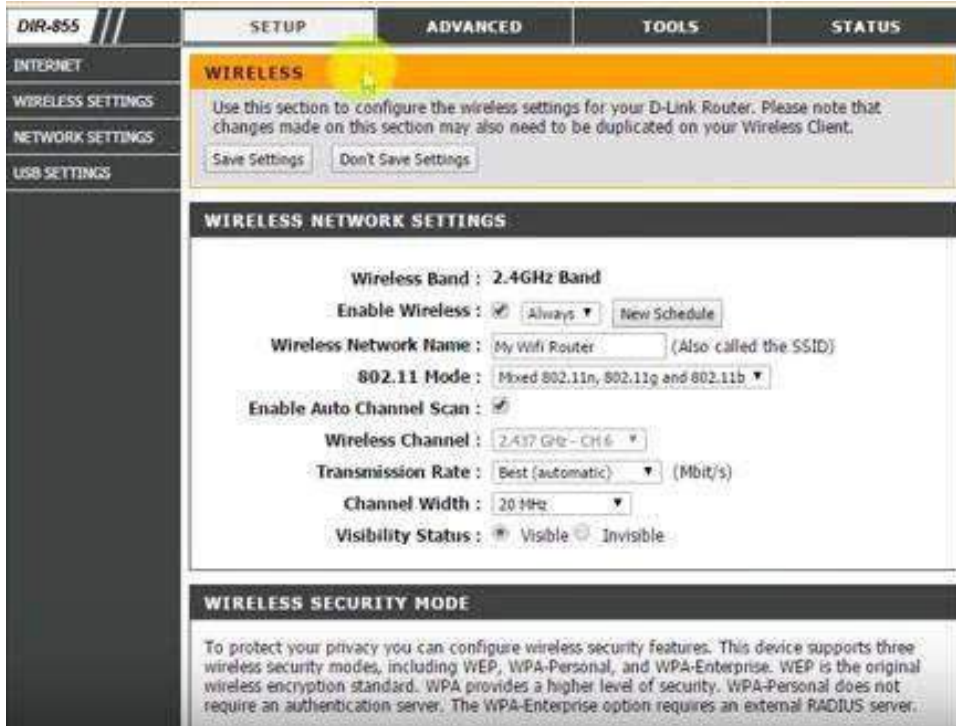 DIR-855
SETUP
ADVANCED
TOOLS
STATUS
INTERNET
WIRELESS SETTINGS
NETWORK SETTINGS
USB SETTINGS
WIRELESS
Use this section to configure the wireless settings for your D-Link Router. Please note that
changes made on this section may also need to be duplicated on your Wireless Client.
Save Settings Don't Save Settings
WIRELESS NETWORK SETTINGS
Wireless Band : 2.4GHz Band
Enable Wireless : Always New Schedule
Wireless Network Name : My Wifi Router (Also called the SSID)
802.11 Mode : Mixed 802.11n, 802.11g and 802.11b
Enable Auto Channel Scan :
Wireless Channel : 2.437 GHz - CH 6
Transmission Rate : Best (automatic) (Mbit/s)
Channel Width : 20 MHz
Visibility Status : Visible Invisible
WIRELESS SECURITY MODE
To protect your privacy you can configure wireless security features. This device supports three
wireless security modes, including WEP, WPA-Personal, and WPA-Enterprise. WEP is the original
wireless encryption standard. WPA provides a higher level of security. WPA-Personal does not
require an authentication server. The WPA-Enterprise option requires an external RADIUS server.